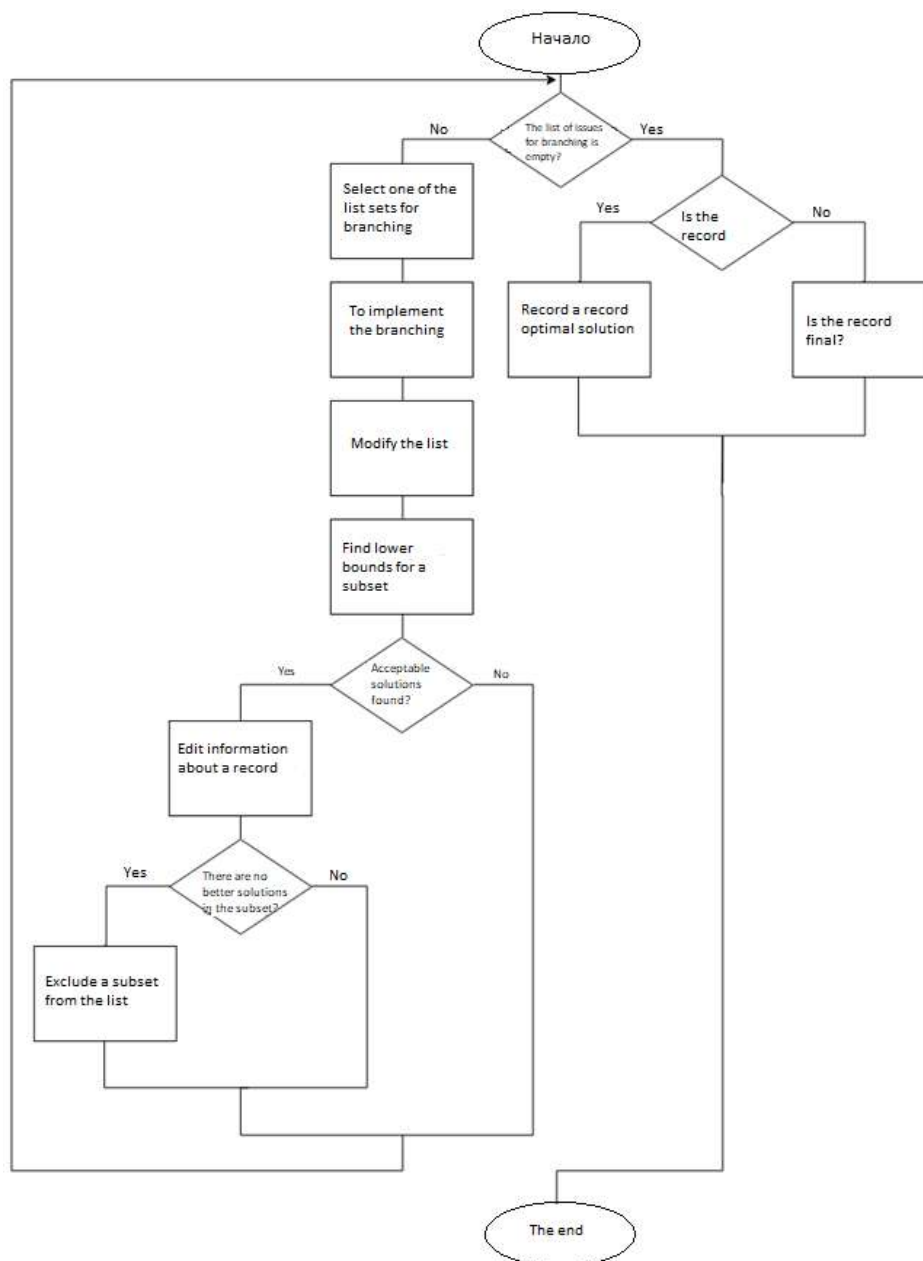 Начало
The list of issues
for branching is
empty?
No
Yes
Select one of the
list sets for
branching
Yes
Is the
record
No
To implement
the branching
Record a record
optimal solution
Is the record
final?
Modify the list
Find lower
bounds for a
subset
Yes
Acceptable
solutions
found?
No
Edit information
about a record
Yes
There are no
better solutions
in the subset?
No
Exclude a subset
from the list
The end